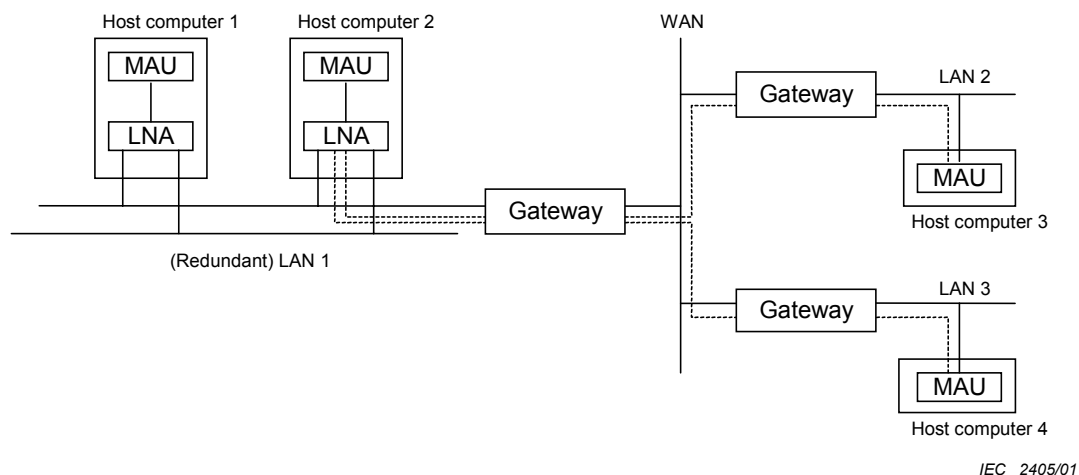 Host computer 1
Host computer 2
WAN
MAU
MAU
LNA
LNA
Gateway
LAN 2
MAU
Host computer 3
Gateway
(Redundant) LAN 1
Gateway
LAN 3
MAU
Host computer 4
IEC 2405/01